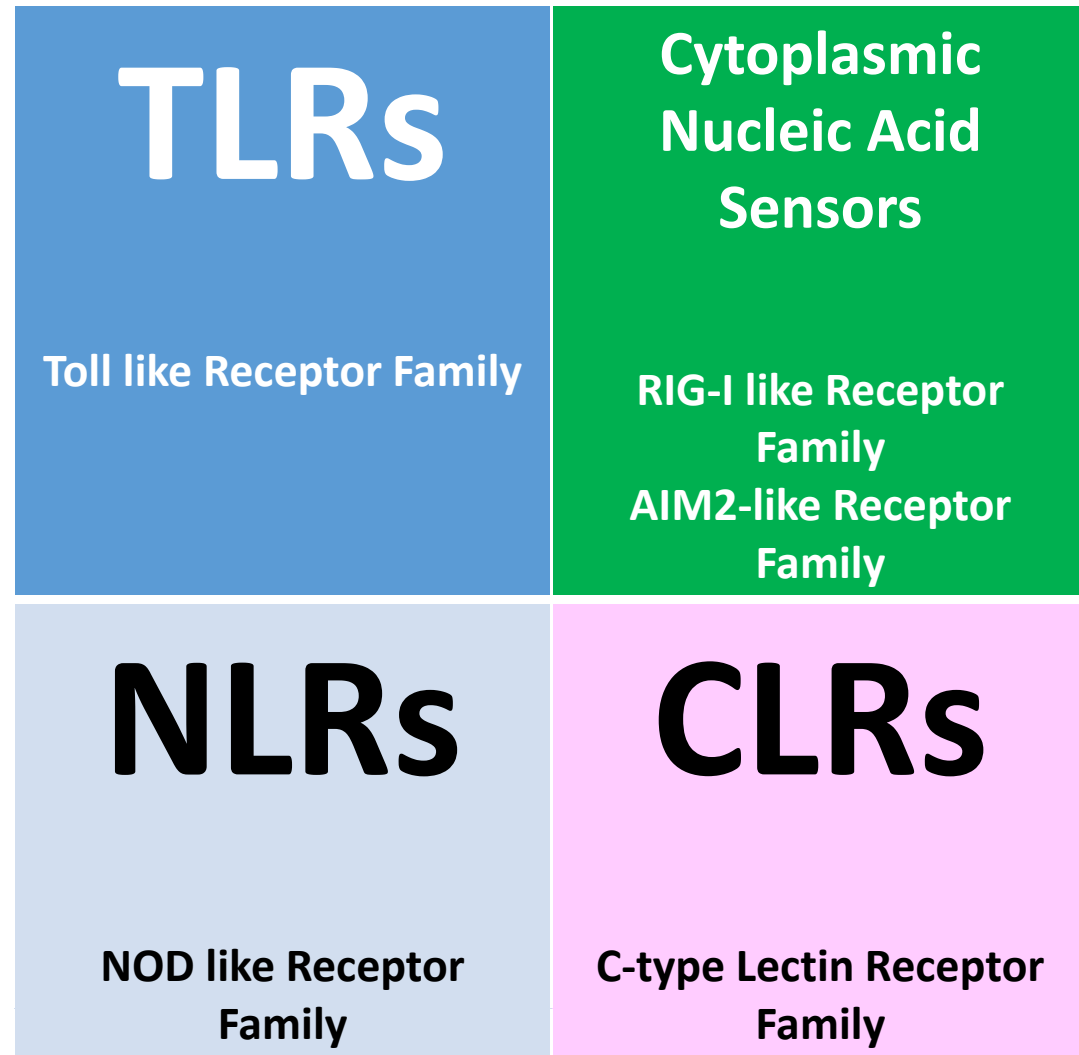 TLRs
Toll like Receptor Family
Cytoplasmic
Nucleic Acid
Sensors
RIG-I like Receptor
Family
AIM2-like Receptor
Family
NLRs
NOD like Receptor
Family
CLRs
C-type Lectin Receptor
Family